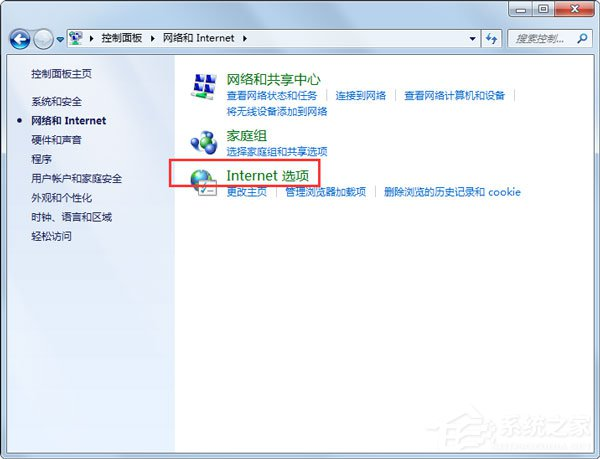 控制面板 网络和 Internet
搜索控制...
控制面板主页
系统和安全
网络和 Internet
硬件和声音
程序
用户帐户和家庭安全
外观和个性化
时钟、语言和区域
轻松访问
网络和共享中心
查看网络状态和任务 连接到网络 查看网络计算机和设备
将无线设备添加到网络
家庭组
选择家庭组和共享选项
Internet 选项
更改主页 管理浏览器加载项 删除浏览的历史记录和 cookie
系统之家